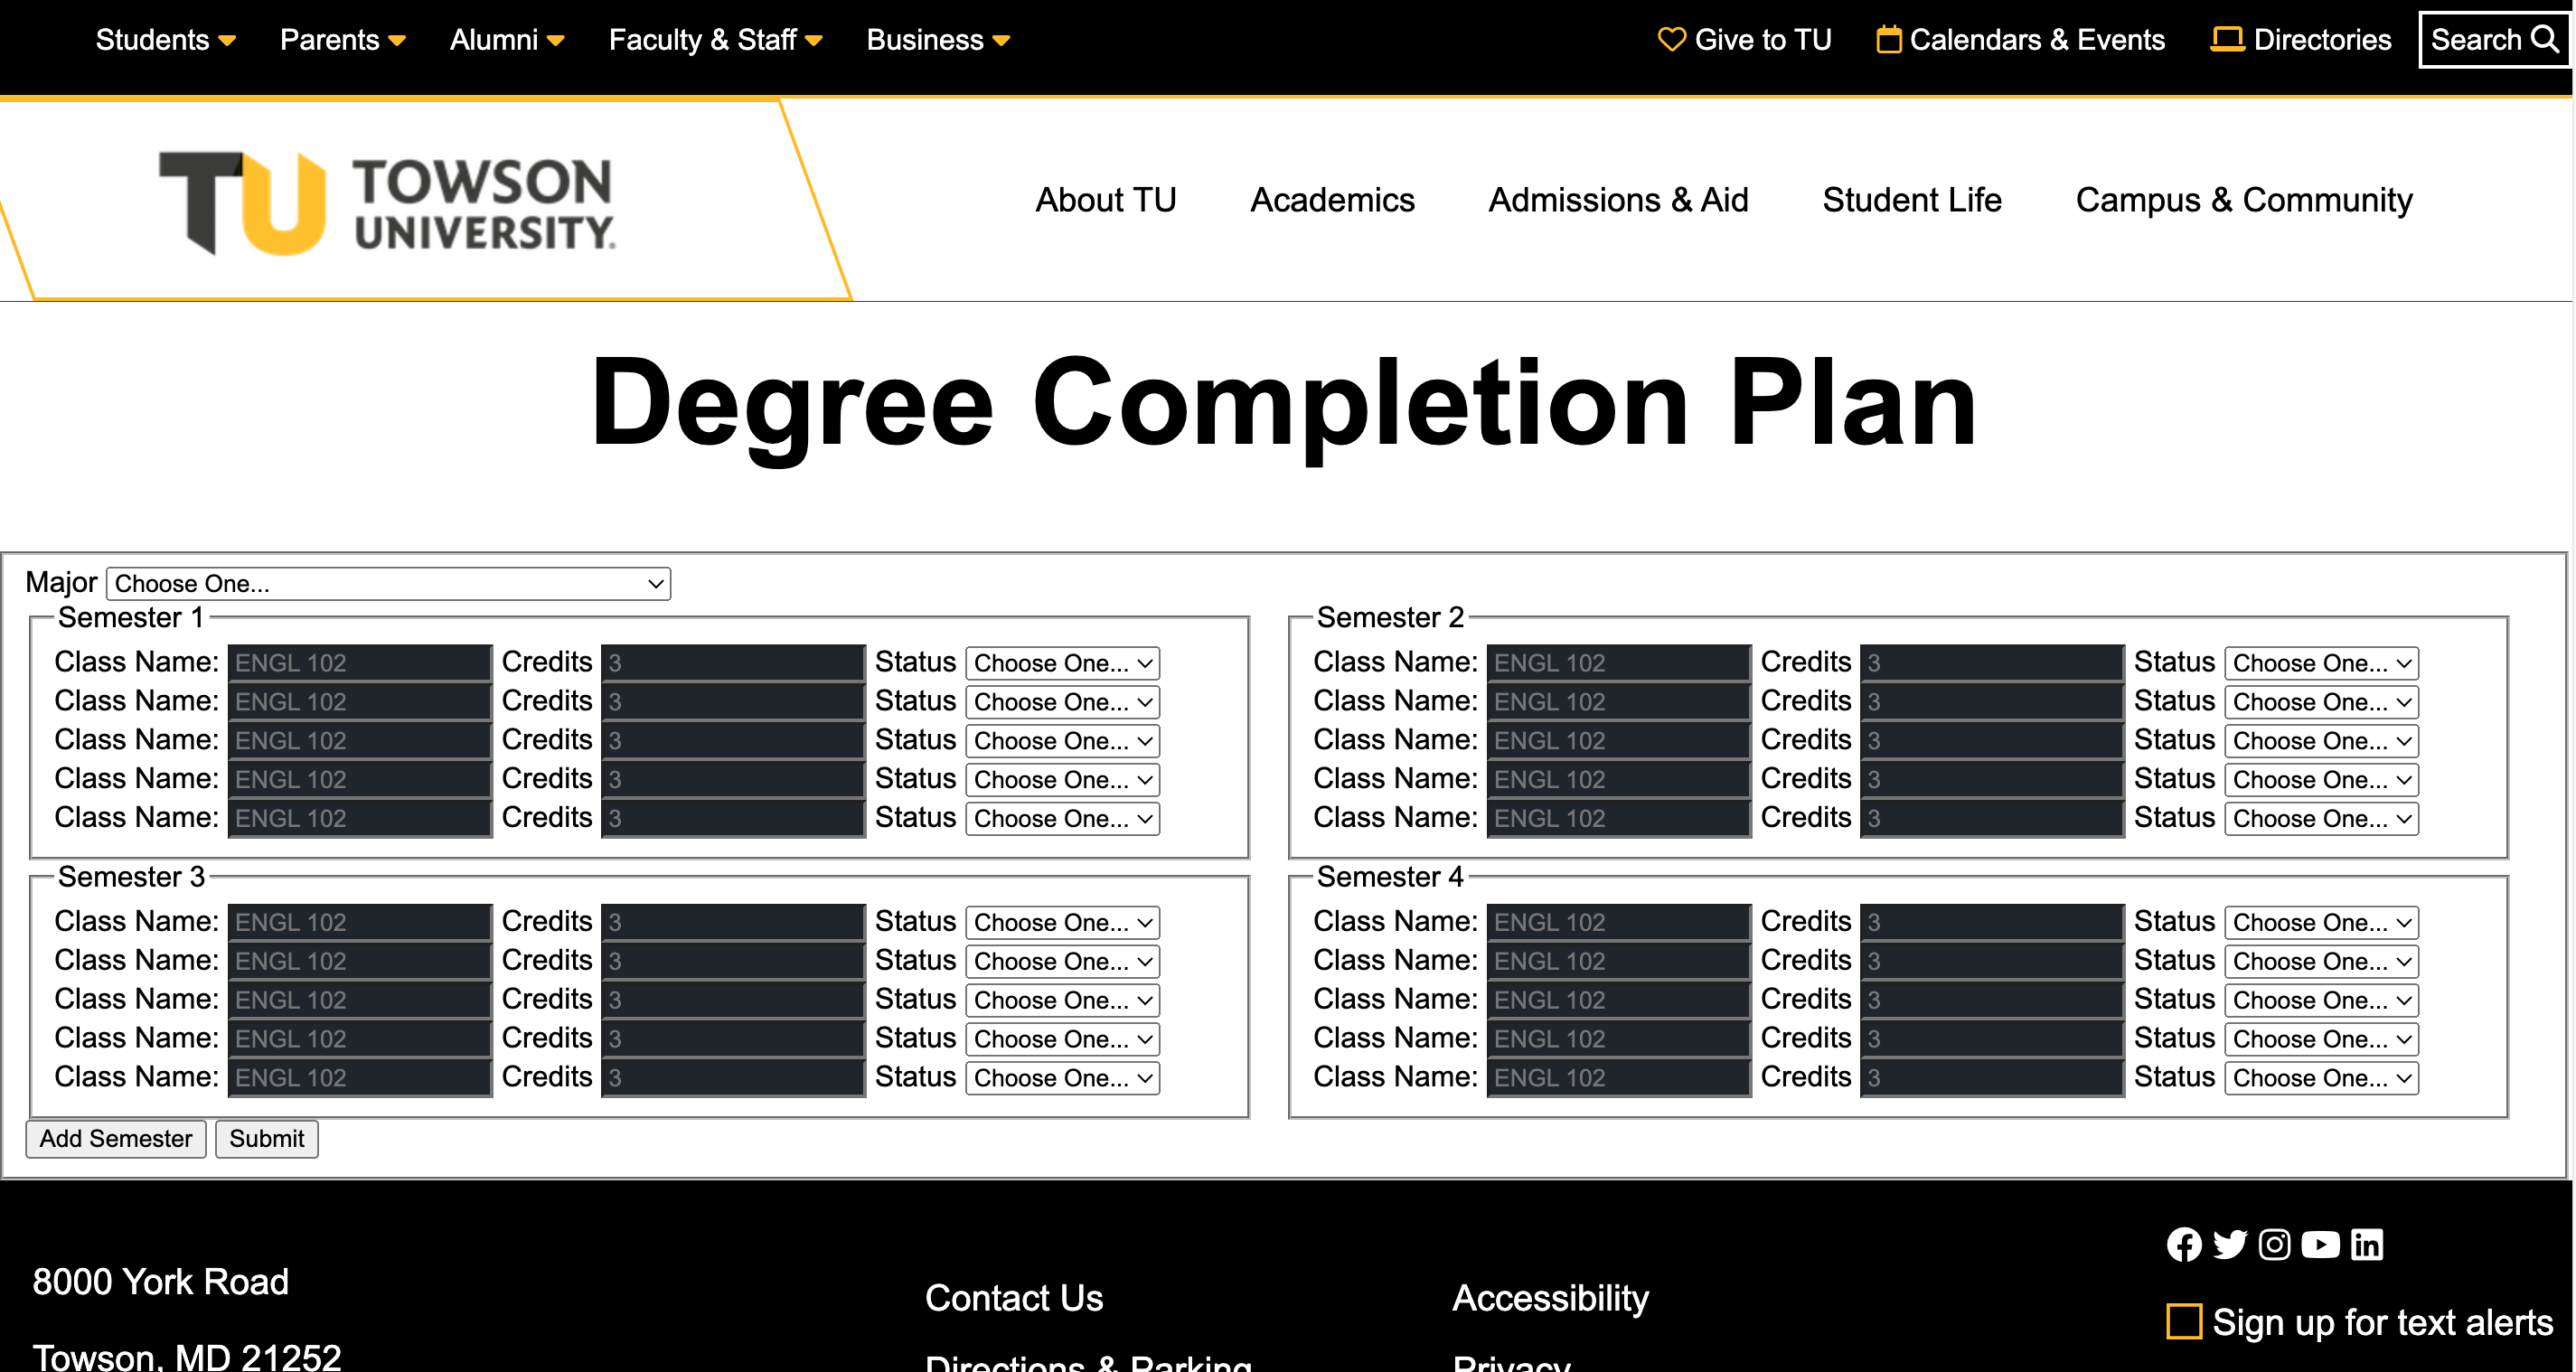 Students Parents Alumni Faculty & Staff Business Give to TU Calendars & Events Directories Search
TU TOWSON UNIVERSITY.
About TU Academics Admissions & Aid Student Life Campus & Community
Degree Completion Plan
Major Choose One...
Semester 1
Class Name: ENGL 102 Credits 3 Status Choose One...
Class Name: ENGL 102 Credits 3 Status Choose One...
Class Name: ENGL 102 Credits 3 Status Choose One...
Class Name: ENGL 102 Credits 3 Status Choose One...
Class Name: ENGL 102 Credits 3 Status Choose One...
Semester 2
Class Name: ENGL 102 Credits 3 Status Choose One...
Class Name: ENGL 102 Credits 3 Status Choose One...
Class Name: ENGL 102 Credits 3 Status Choose One...
Class Name: ENGL 102 Credits 3 Status Choose One...
Class Name: ENGL 102 Credits 3 Status Choose One...
Semester 3
Class Name: ENGL 102 Credits 3 Status Choose One...
Class Name: ENGL 102 Credits 3 Status Choose One...
Class Name: ENGL 102 Credits 3 Status Choose One...
Class Name: ENGL 102 Credits 3 Status Choose One...
Class Name: ENGL 102 Credits 3 Status Choose One...
Semester 4
Class Name: ENGL 102 Credits 3 Status Choose One...
Class Name: ENGL 102 Credits 3 Status Choose One...
Class Name: ENGL 102 Credits 3 Status Choose One...
Class Name: ENGL 102 Credits 3 Status Choose One...
Class Name: ENGL 102 Credits 3 Status Choose One...
Add Semester Submit
8000 York Road
Towson, MD 21252
Contact Us
Directions & Parking
Accessibility
Privacy
Sign up for text alerts